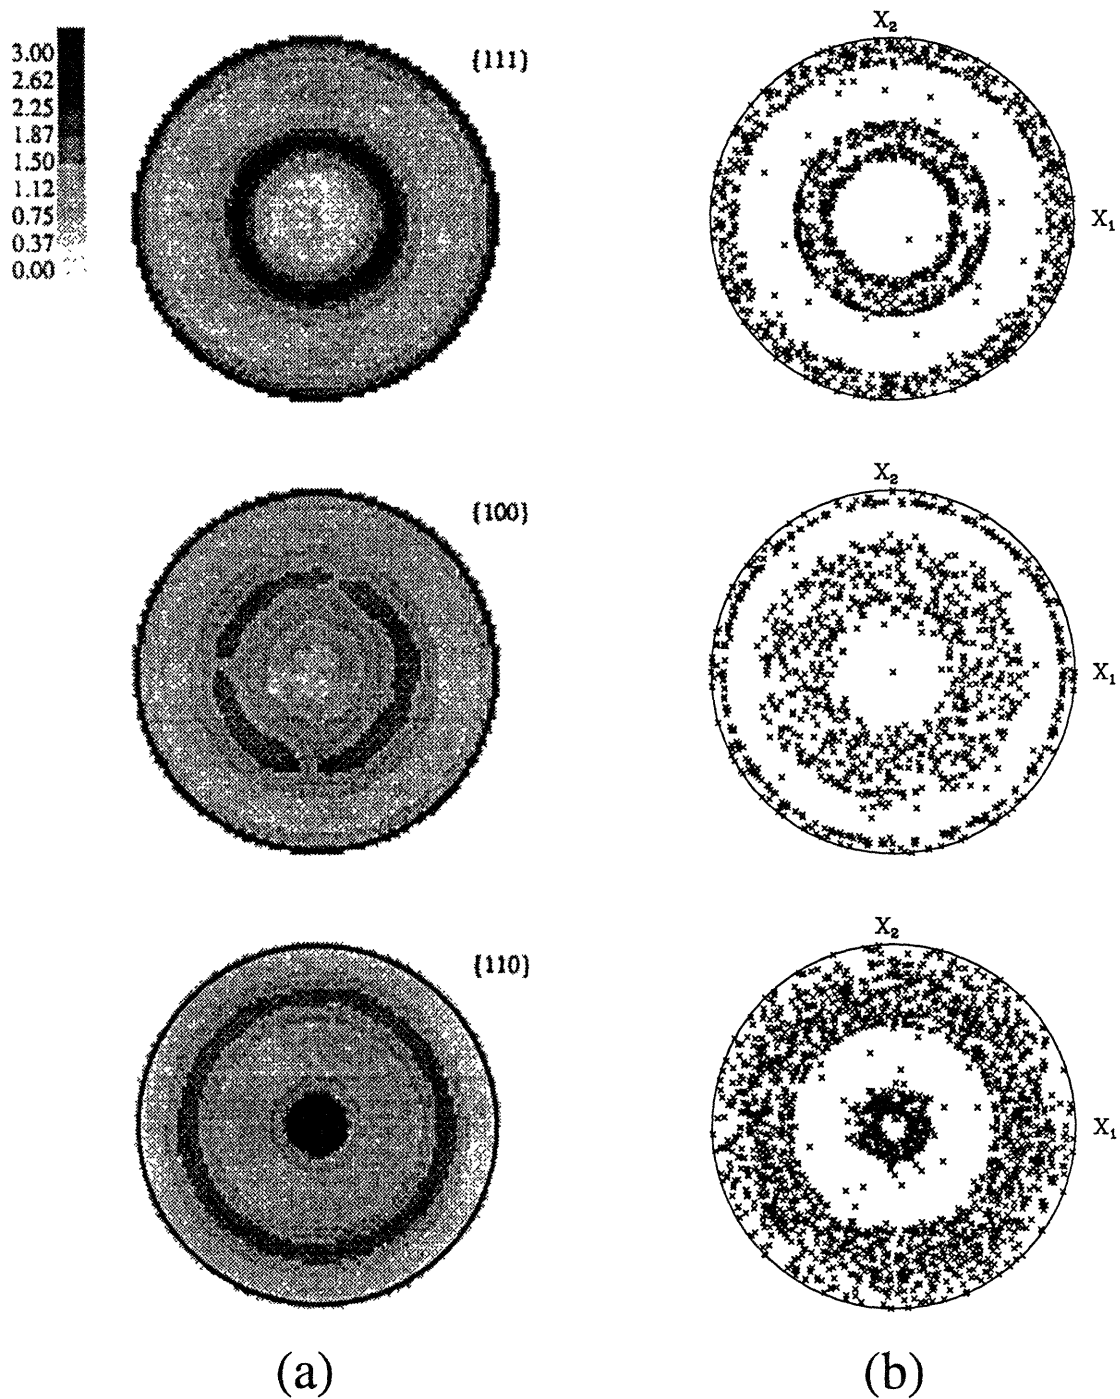 3.00
2.62
2.25
1.87
1.50
1.12
0.75
0.37
0.00
{111}
X₂
X₁
{100}
X₂
X₁
{110}
X₂
X₁
(a)
(b)